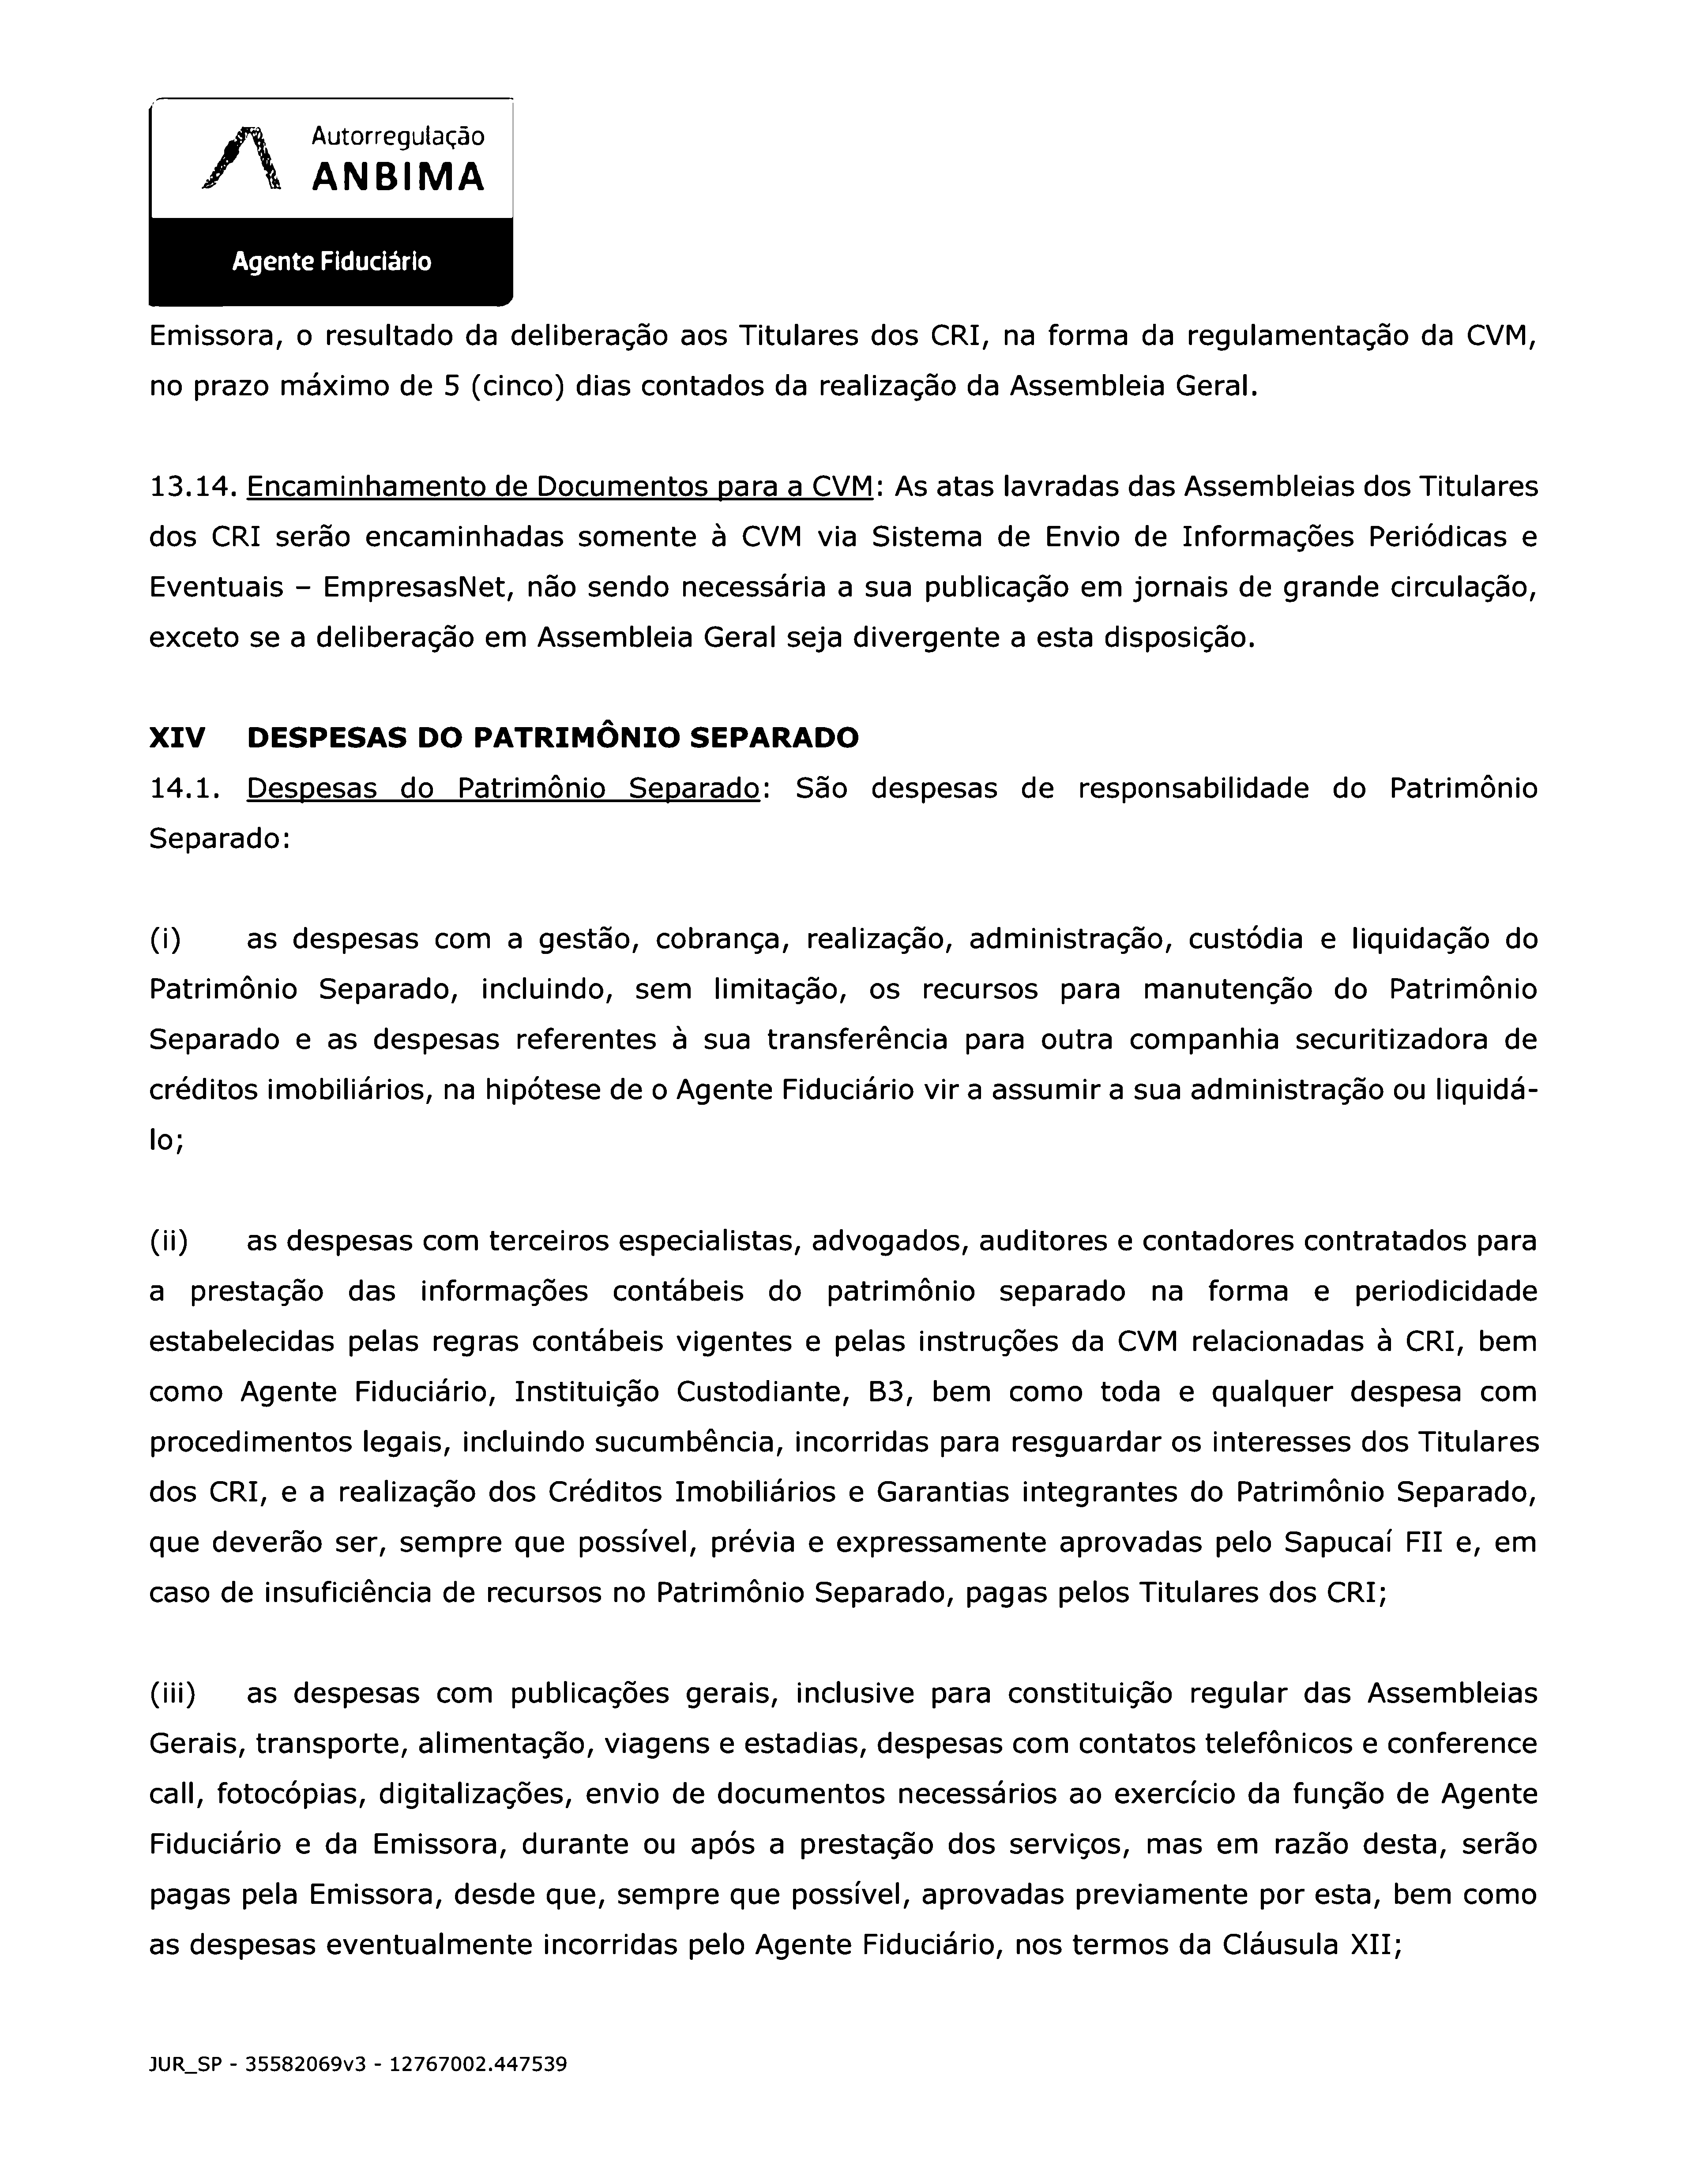 Autorregulação
ANBIMA
Agente Fiduciário
Emissora, o resultado da deliberação aos Titulares dos CRI, na forma da regulamentação da CVM,
no prazo máximo de 5 (cinco) dias contados da realização da Assembleia Geral.
13.14. Encaminhamento de Documentos para a CVM: As atas lavradas das Assembleias dos Titulares
dos CRI serão encaminhadas somente à CVM via Sistema de Envio de Informações Periódicas e
Eventuais – EmpresasNet, não sendo necessária a sua publicação em jornais de grande circulação,
exceto se a deliberação em Assembleia Geral seja divergente a esta disposição.
XIV DESPESAS DO PATRIMÔNIO SEPARADO
14.1. Despesas do Patrimônio Separado: São despesas de responsabilidade do Patrimônio
Separado:
(i) as despesas com a gestão, cobrança, realização, administração, custódia e liquidação do
Patrimônio Separado, incluindo, sem limitação, os recursos para manutenção do Patrimônio
Separado e as despesas referentes à sua transferência para outra companhia securitizadora de
créditos imobiliários, na hipótese de o Agente Fiduciário vir a assumir a sua administração ou liquidá-
lo;
(ii) as despesas com terceiros especialistas, advogados, auditores e contadores contratados para
a prestação das informações contábeis do patrimônio separado na forma e periodicidade
estabelecidas pelas regras contábeis vigentes e pelas instruções da CVM relacionadas à CRI, bem
como Agente Fiduciário, Instituição Custodiante, B3, bem como toda e qualquer despesa com
procedimentos legais, incluindo sucumbência, incorridas para resguardar os interesses dos Titulares
dos CRI, e a realização dos Créditos Imobiliários e Garantias integrantes do Patrimônio Separado,
que deverão ser, sempre que possível, prévia e expressamente aprovadas pelo Sapucaí FII e, em
caso de insuficiência de recursos no Patrimônio Separado, pagas pelos Titulares dos CRI;
(iii) as despesas com publicações gerais, inclusive para constituição regular das Assembleias
Gerais, transporte, alimentação, viagens e estadias, despesas com contatos telefônicos e conference
call, fotocópias, digitalizações, envio de documentos necessários ao exercício da função de Agente
Fiduciário e da Emissora, durante ou após a prestação dos serviços, mas em razão desta, serão
pagas pela Emissora, desde que, sempre que possível, aprovadas previamente por esta, bem como
as despesas eventualmente incorridas pelo Agente Fiduciário, nos termos da Cláusula XII;
JUR_SP - 35582069v3 - 12767002.447539